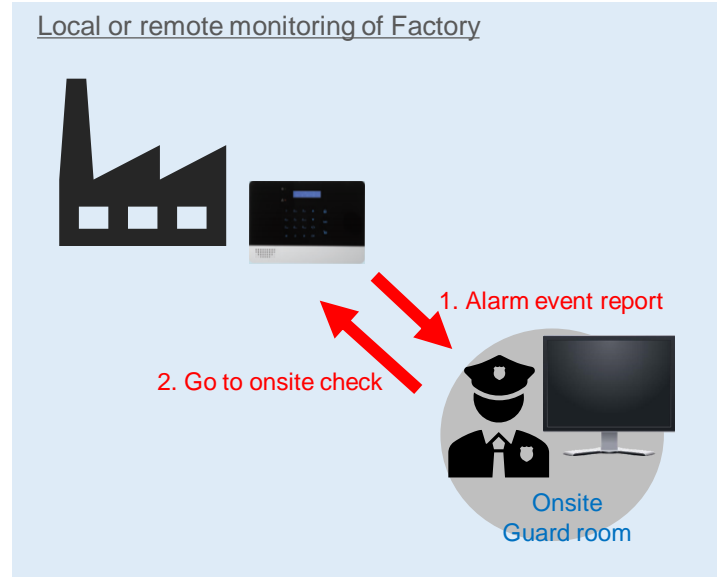 Local or remote monitoring of Factory
1. Alarm event report
2. Go to onsite check
Onsite
Guard room